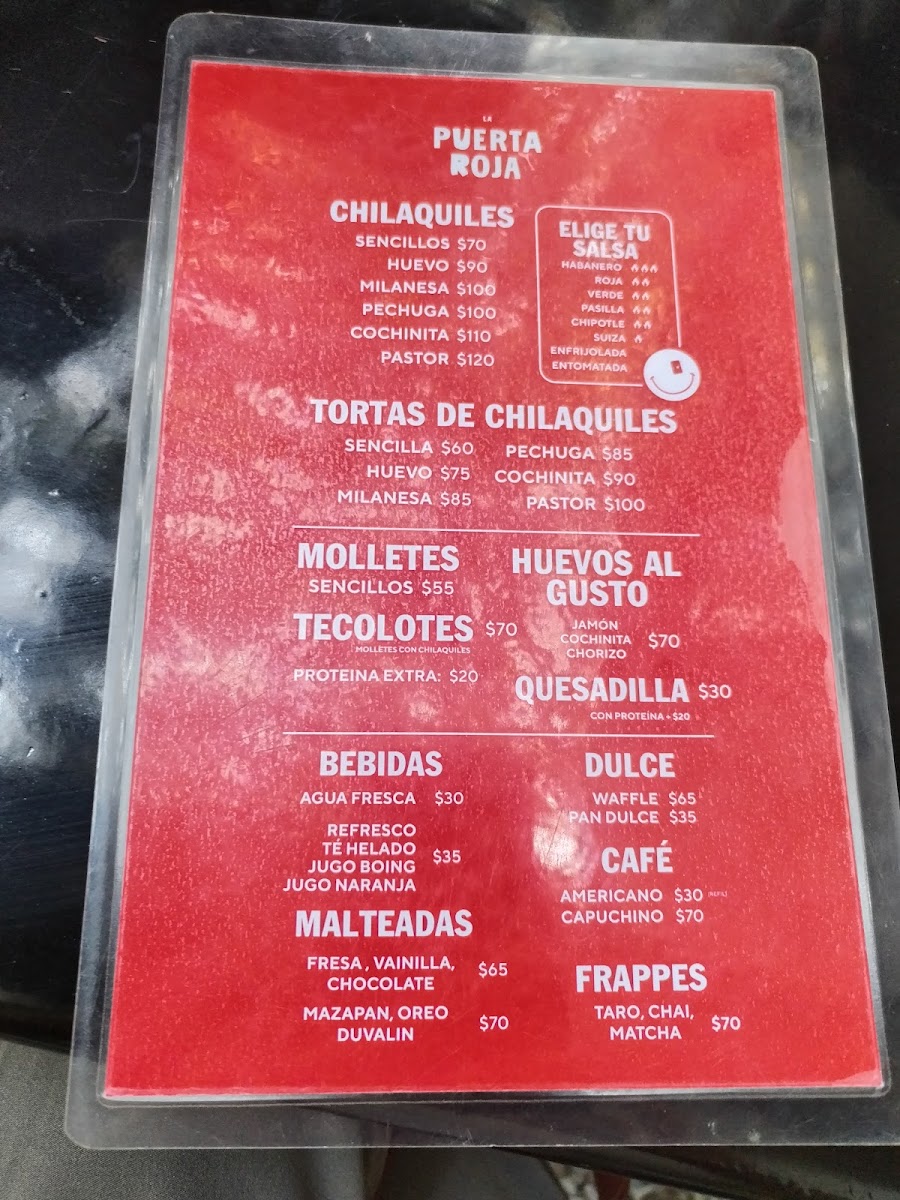 LA
PUERTA
ROJA
CHILAQUILES
SENCILLOS $70
HUEVO $90
MILANESA $100
PECHUGA $100
COCHINITA $110
PASTOR $120
ELIGE TU
SALSA
HABANERO
ROJA
VERDE
PASILLA
CHIPOTLE
SUIZA
ENFRIJOLADA
ENTOMATADA
TORTAS DE CHILAQUILES
SENCILLA $60
HUEVO $75
MILANESA $85
PECHUGA $85
COCHINITA $90
PASTOR $100
MOLLETES
SENCILLOS $55
TECOLOTES $70
MOLLETES CON CHILAQUILES
PROTEINA EXTRA: $20
HUEVOS AL
GUSTO
JAMÓN
COCHINITA $70
CHORIZO
QUESADILLA $30
CON PROTEÍNA + $20
BEBIDAS
AGUA FRESCA $30
REFRESCO
TÉ HELADO
JUGO BOING $35
JUGO NARANJA
MALTEADAS
FRESA, VAINILLA, $65
CHOCOLATE
MAZAPAN, OREO
DUVALIN $70
DULCE
WAFFLE $65
PAN DULCE $35
CAFÉ
AMERICANO $30
CAPUCHINO $70
FRAPPES
TARO, CHAI,
MATCHA $70